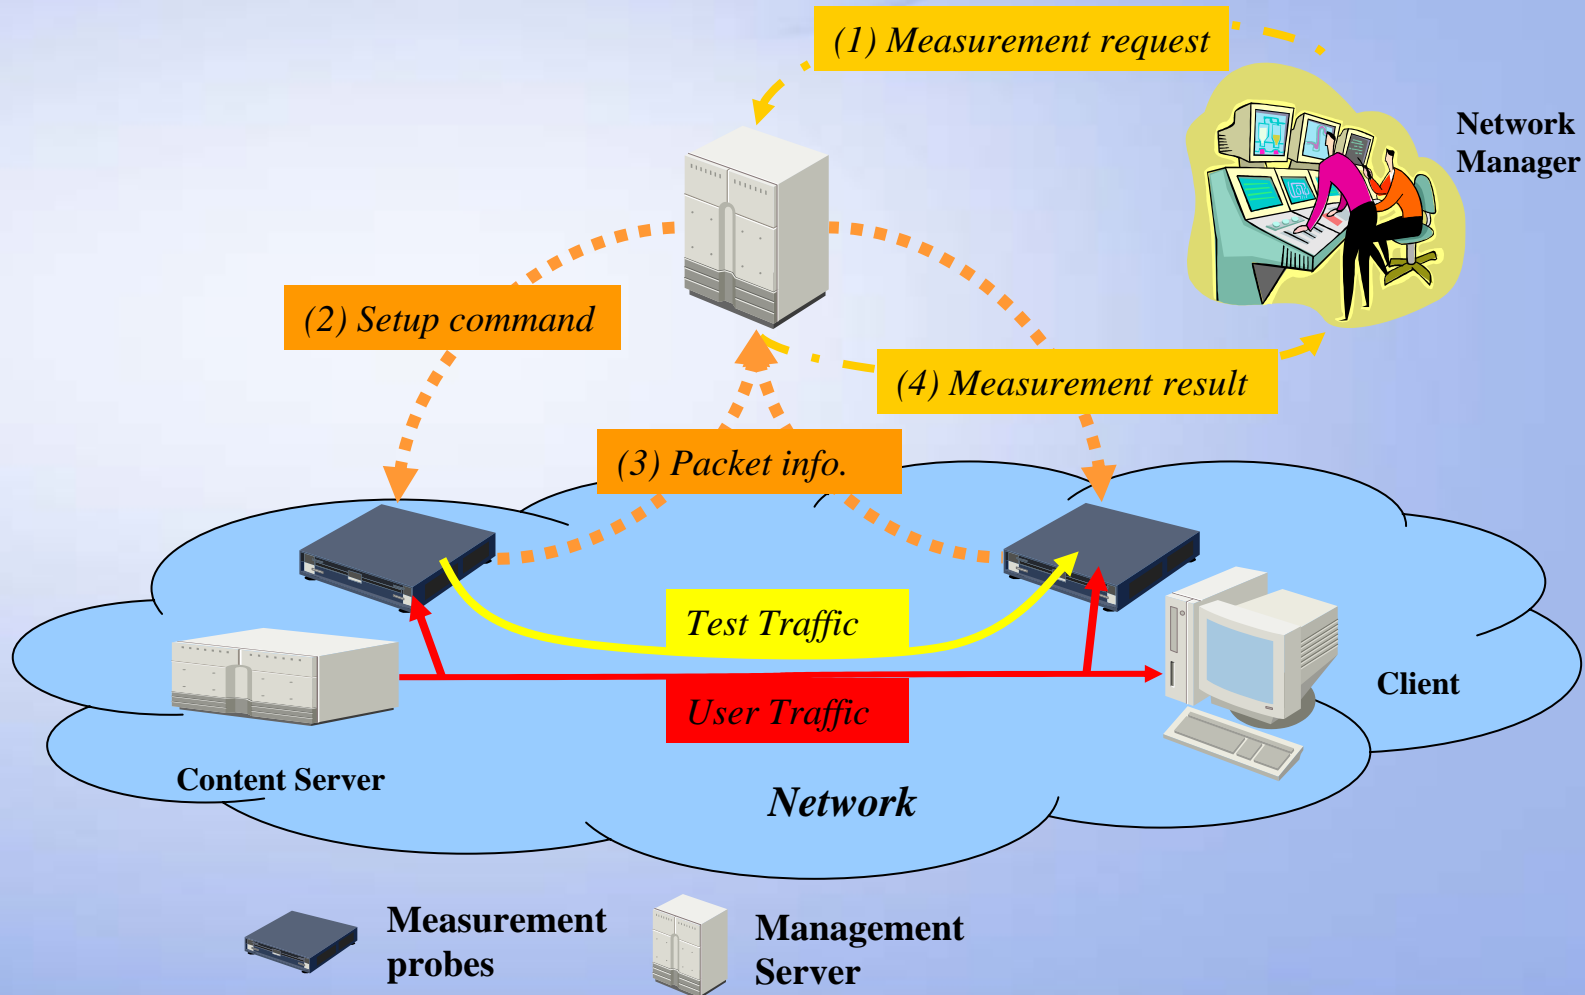 (1) Measurement request
Network
Manager
(2) Setup command
(4) Measurement result
(3) Packet info.
Test Traffic
User Traffic
Client
Content Server
Network
Measurement
probes
Management
Server